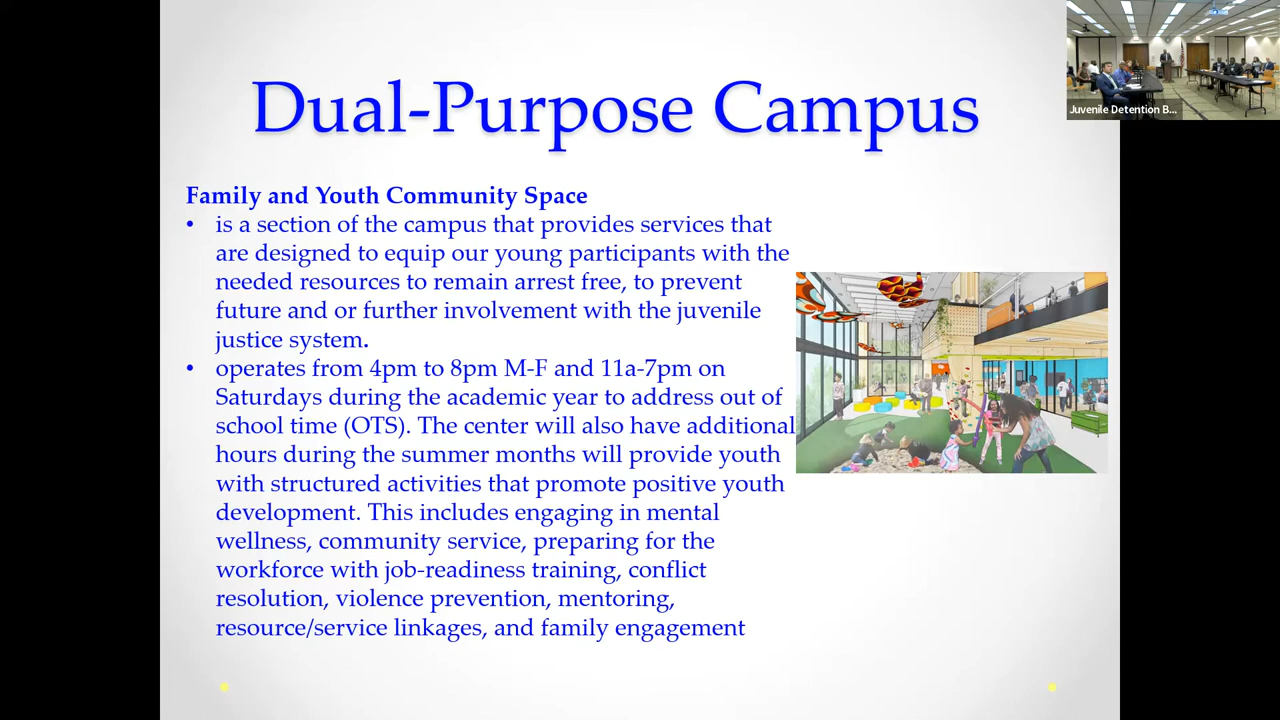 Dual-Purpose Campus
Juvenile Detention B...
Family and Youth Community Space
• is a section of the campus that provides services that
are designed to equip our young participants with the
needed resources to remain arrest free, to prevent
future and or further involvement with the juvenile
justice system.
• operates from 4pm to 8pm M-F and 11a-7pm on
Saturdays during the academic year to address out of
school time (OTS). The center will also have additional
hours during the summer months will provide youth
with structured activities that promote positive youth
development. This includes engaging in mental
wellness, community service, preparing for the
workforce with job-readiness training, conflict
resolution, violence prevention, mentoring,
resource/service linkages, and family engagement